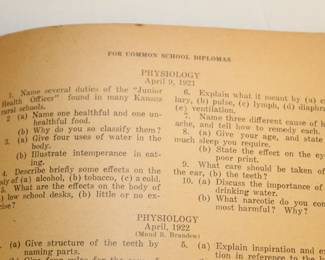 FOR COMMON SCHOOL DIPLOMAS
PHYSIOLOGY
April 9, 1921
1. Name several duties of the "Junior
Health Officer" found in many Kansas
rural schools.
2 (a) Name one healthful and one un-
healthful food.
(b) Why do you so classify them?
(a) Give four uses of water in the
body.
(b) Illustrate intemperance in eat-
ing.
4. Describe briefly some effects on the
body of (a) alcohol, (b) tobacco, (c) a cold.
5. What are the effects on the body of
low school desks, (b) little or no ex-
6. Explain what it meant by (a) c
lary, (b) pulse, (c) lymph, (d) diaphra
(e) ventilation.
7. Name three different cause of h
ache, and tell how to remedy each.
8. (a) Give your age, and state
much sleep you require.
(b) State the effect on the eye
poor print.
9. What care should be taken of
the ear, (b) the teeth?
10. (a) Discuss the importance of
drinking water.
(b) What narcotic do you con
most harmful? Why?
PHYSIOLOGY
April, 1922
(Maud R. Brandew)
(a) Give structure of the teeth by
naming parts.
5. (a) Explain inspiration and ex
tion in reference to the